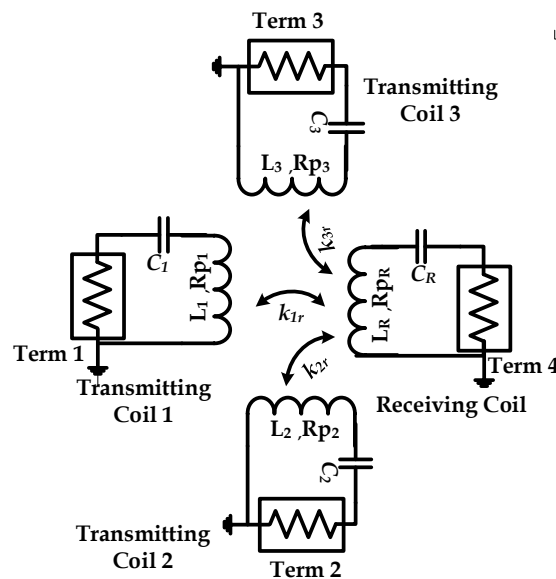 Term 3
Transmitting
Coil 3
C3
L3 ,Rp3
k3r
C1
L1 ,Rp1
k1r
LR ,RpR
CR
Term 1
Term 4
Transmitting
Coil 1
k2r
Receiving Coil
L2 ,Rp2
C2
Transmitting
Coil 2
Term 2